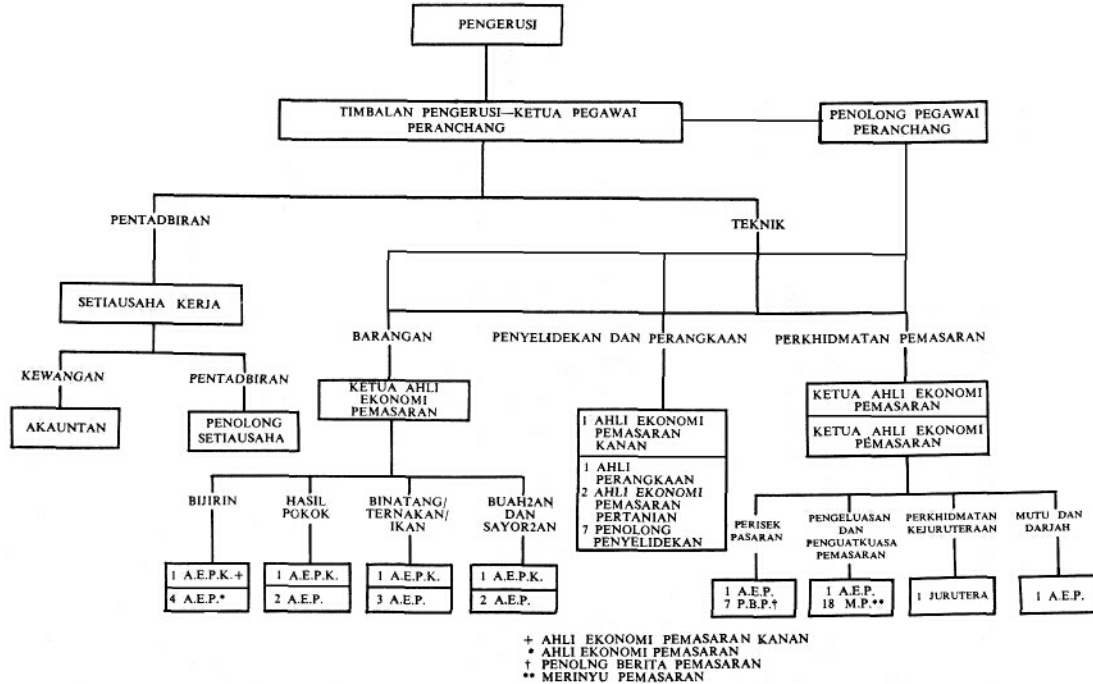 PENGERUSI
TIMBALAN PENGERUSI—KETUA PEGAWAI
PERANCHANG
PENOLONG PEGAWAI
PERANCHANG
PENTADBIRAN
TEKNIK
SETIAUSAHA KERJA
KEWANGAN
PENTADBIRAN
AKAUNTAN
PENOLONG
SETIAUSAHA
BARANGAN
PENYELIDEKAN DAN PERANGKAAN
PERKHIDMATAN PEMASARAN
KETUA AHLI
EKONOMI
PEMASARAN
1 AHLI EKONOMI
PEMASARAN
KANAN
1 AHLI
PERANGKAAN
2 AHLI EKONOMI
PEMASARAN
PERTANIAN
7 PENOLONG
PENYELIDEKAN
KETUA AHLI EKONOMI
PEMASARAN
KETUA AHLI EKONOMI
PEMASARAN
BIJIRIN
HASIL
POKOK
BINATANG/
TERNAKAN/
IKAN
BUAH2AN
DAN
SAYOR2AN
1 A.E.P.K.+
4 A.E.P.*
1 A.E.P.K.
2 A.E.P.
1 A.E.P.K.
3 A.E.P.
1 A.E.P.K.
2 A.E.P.
PERISEK
PASARAN
PENGELUASAN
DAN
PENGUATKUASA
PEMASARAN
PERKHIDMATAN
KEJURUTERAAN
MUTU DAN
DARJAH
1 A.E.P.
7 P.B.P.†
1 A.E.P.
18 M.P.**
1 JURUTERA
1 A.E.P.
+ AHLI EKONOMI PEMASARAN KANAN
* AHLI EKONOMI PEMASARAN
† PENOLNG BERITA PEMASARAN
** MERINYU PEMASARAN